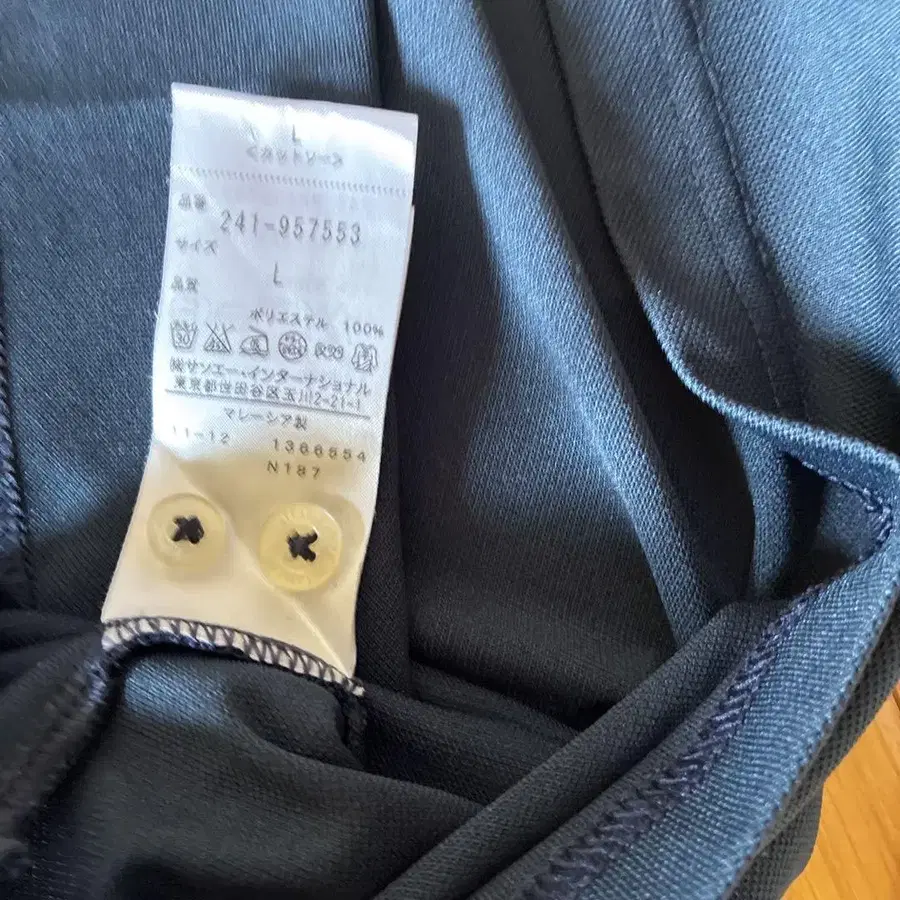 L
<カットソー>
品番
241-957553
サイズ
L
品質
ポリエステル 100%
㈱サンエー・インターナショナル
東京都世田谷区玉川2-21-1
マレーシア製
11-12 1366554
N187